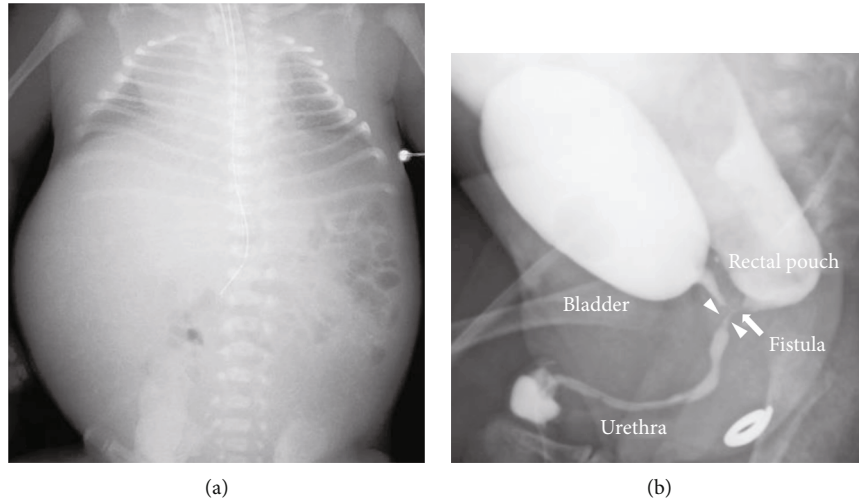 Rectal pouch
Bladder
Fistula
Urethra
(a)
(b)